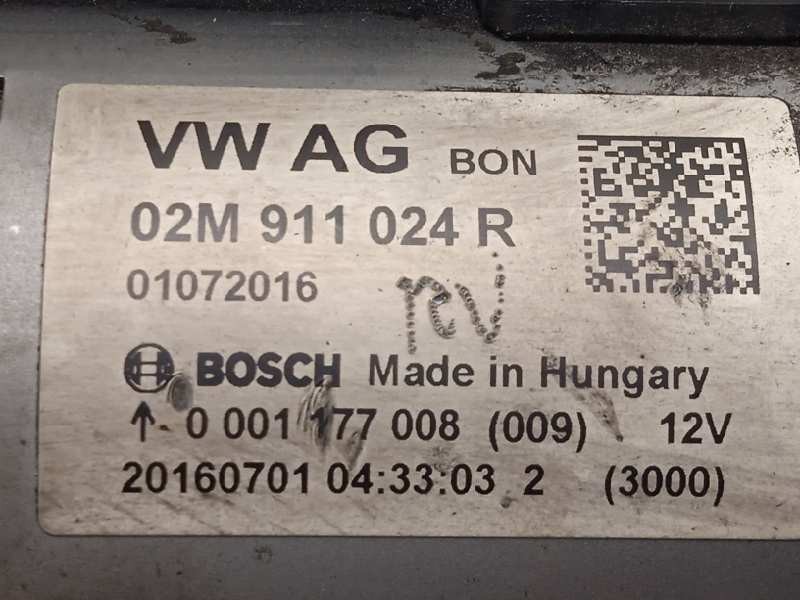 VW AG BON
02M 911 024 R
01072016
rev
BOSCH Made in Hungary
↑ 0 001 177 008 (009) 12V
20160701 04:33:03 2 (3000)